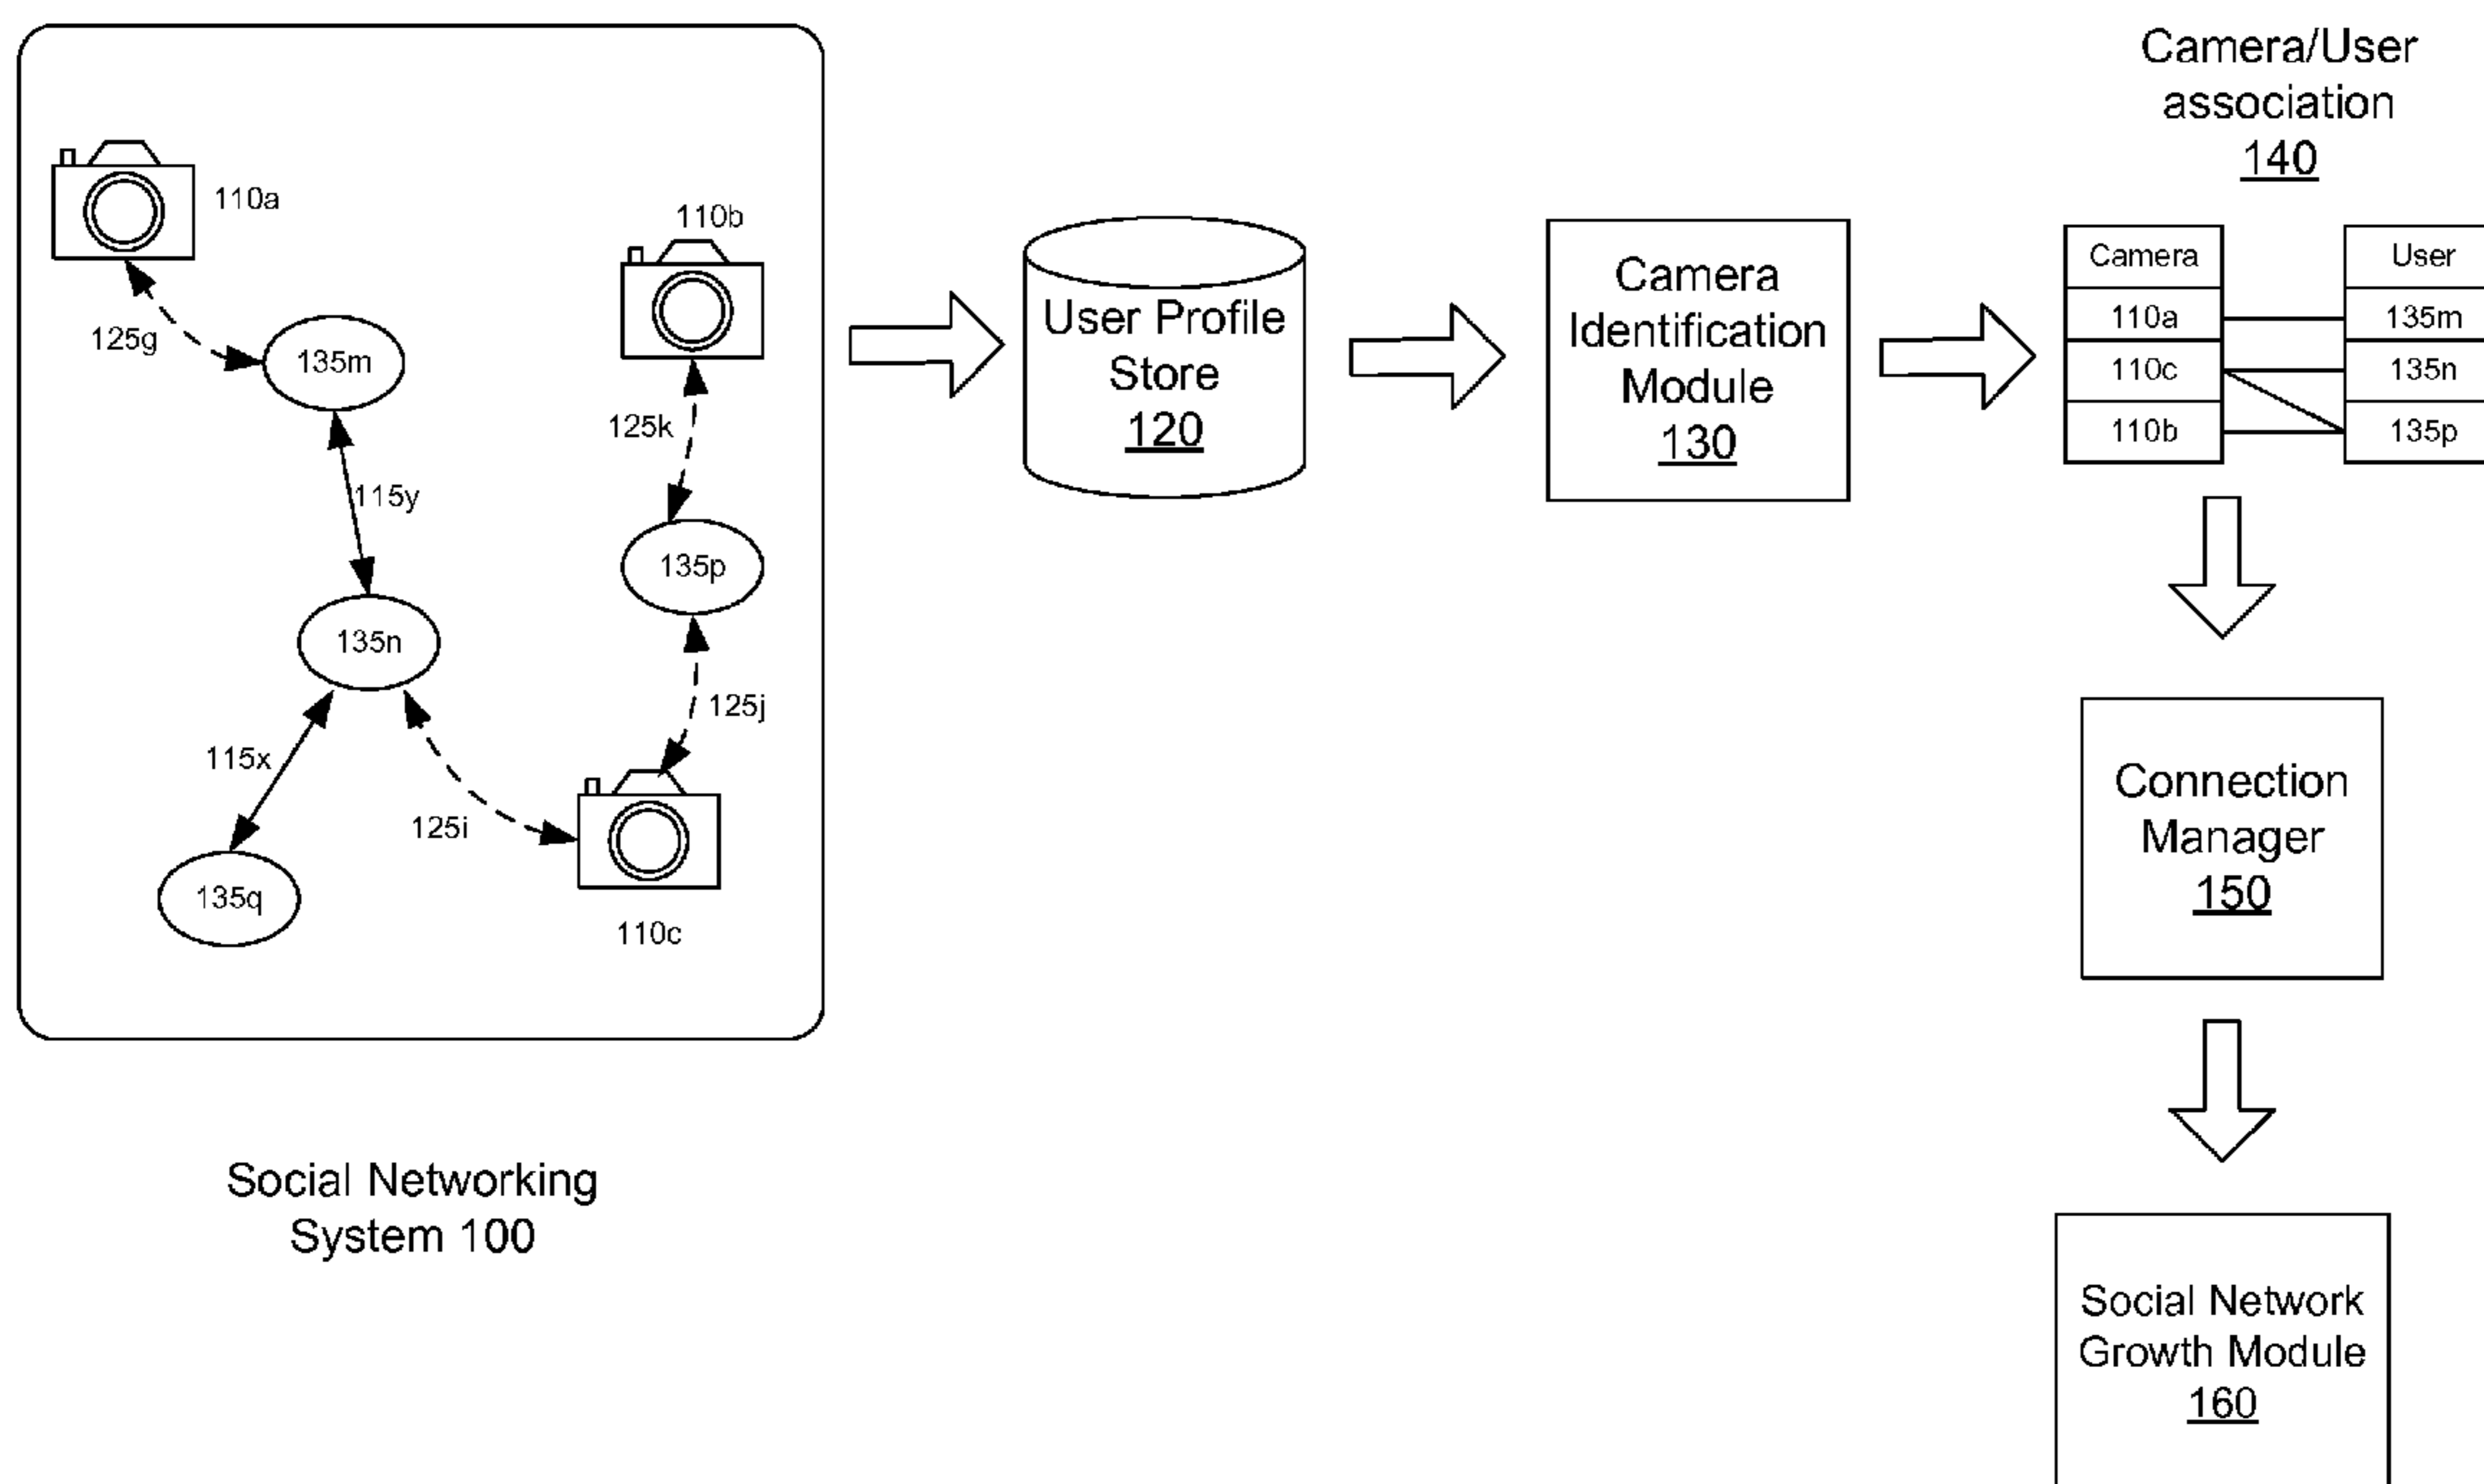 110a
125g
135m
115y
135n
115x
135q
110b
125k
135p
125j
125i
110c
Social Networking
System 100
User Profile
Store
120
Camera
Identification
Module
130
Camera/User
association
140
Camera User
110a 135m
110c 135n
110b 135p
Connection
Manager
150
Social Network
Growth Module
160